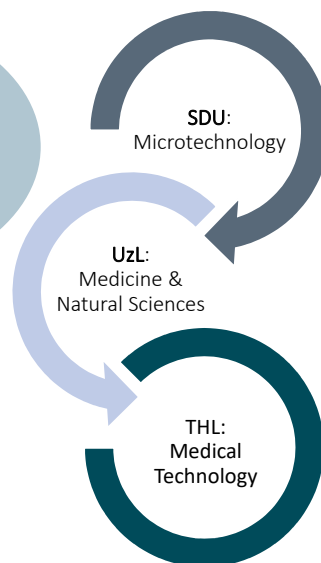 SDU:
Microtechnology
UzL:
Medicine &
Natural Sciences
THL:
Medical
Technology